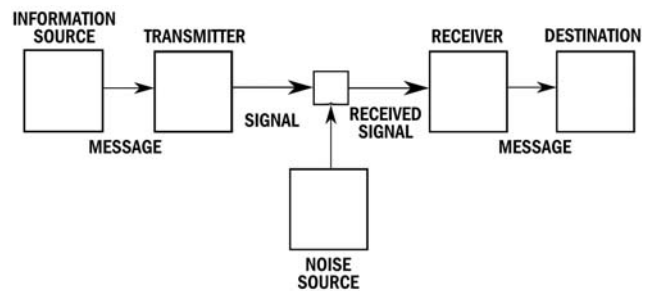 INFORMATION
SOURCE
TRANSMITTER
RECEIVER
DESTINATION
SIGNAL
RECEIVED
SIGNAL
MESSAGE
MESSAGE
NOISE
SOURCE